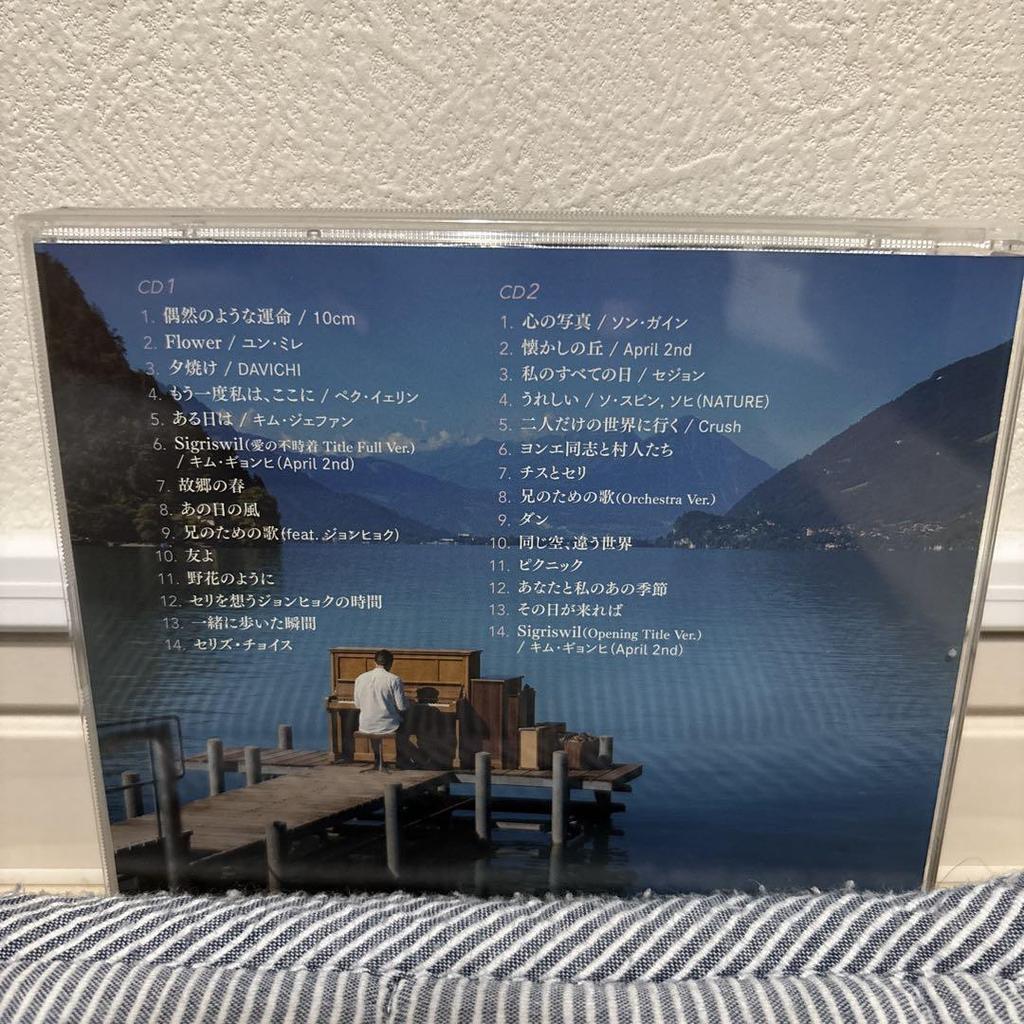 CD1
1. 偶然のような運命 / 10cm
2. Flower / ユン・ミレ
3. 夕焼け / DAVICHI
4. もう一度私は、ここに / ペク・イェリン
5. ある日は / キム・ジェファン
6. Sigriswil(愛の不時着 Title Full Ver.)
/ キム・ギョンヒ(April 2nd)
7. 故郷の春
8. あの日の風
9. 兄のための歌(feat. ジョンヒョク)
10. 友よ
11. 野花のように
12. セリを想うジョンヒョクの時間
13. 一緒に歩いた瞬間
14. セリズ・チョイス
CD2
1. 心の写真 / ソン・ガイン
2. 懐かしの丘 / April 2nd
3. 私のすべての日 / セジョン
4. うれしい / ソ・スビン, ソヒ(NATURE)
5. 二人だけの世界に行く / Crush
6. ヨンエ同志と村人たち
7. チスとセリ
8. 兄のための歌(Orchestra Ver.)
9. ダン
10. 同じ空、違う世界
11. ピクニック
12. あなたと私のあの季節
13. その日が来れば
14. Sigriswil(Opening Title Ver.)
/ キム・ギョンヒ(April 2nd)